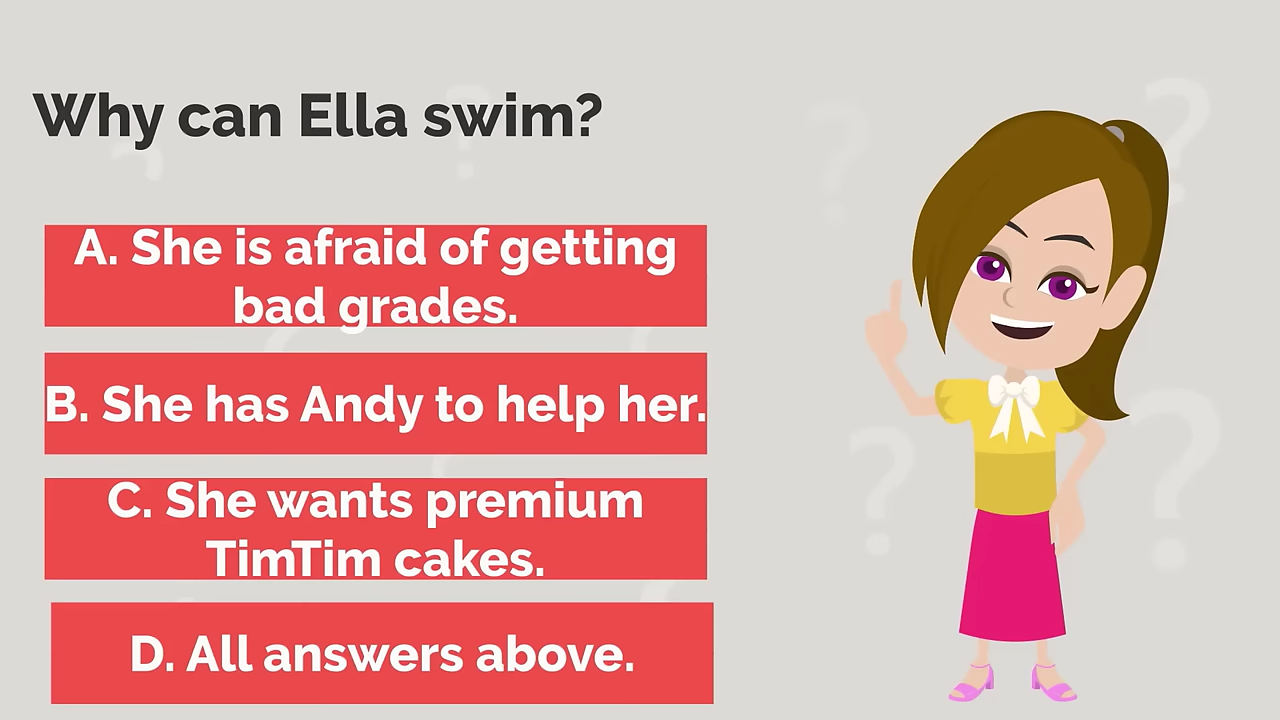 Why can Ella swim?
A. She is afraid of getting
bad grades.
B. She has Andy to help her.
C. She wants premium
TimTim cakes.
D. All answers above.